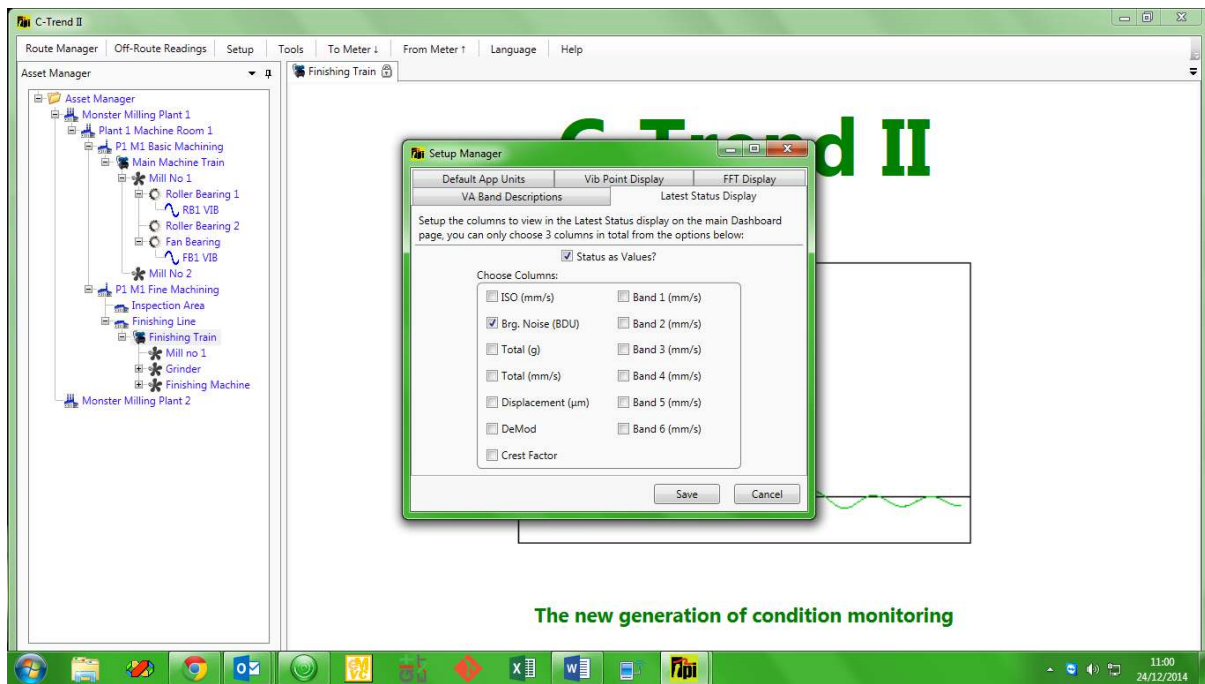 C-Trend II
Route Manager Off-Route Readings Setup Tools To Meter ↓ From Meter ↑ Language Help
Asset Manager
Finishing Train
Asset Manager
Monster Milling Plant 1
Plant 1 Machine Room 1
P1 M1 Basic Machining
Main Machine Train
Mill No 1
Roller Bearing 1
RB1 VIB
Roller Bearing 2
Fan Bearing
FB1 VIB
Mill No 2
P1 M1 Fine Machining
Inspection Area
Finishing Line
Finishing Train
Mill no 1
Grinder
Finishing Machine
Monster Milling Plant 2
C-Trend II
Setup Manager
Default App Units Vib Point Display FFT Display
VA Band Descriptions Latest Status Display
Setup the columns to view in the Latest Status display on the main Dashboard
page, you can only choose 3 columns in total from the options below:
Status as Values?
Choose Columns:
ISO (mm/s) Band 1 (mm/s)
Brg. Noise (BDU) Band 2 (mm/s)
Total (g) Band 3 (mm/s)
Total (mm/s) Band 4 (mm/s)
Displacement (μm) Band 5 (mm/s)
DeMod Band 6 (mm/s)
Crest Factor
Save Cancel
The new generation of condition monitoring
11:00
24/12/2014